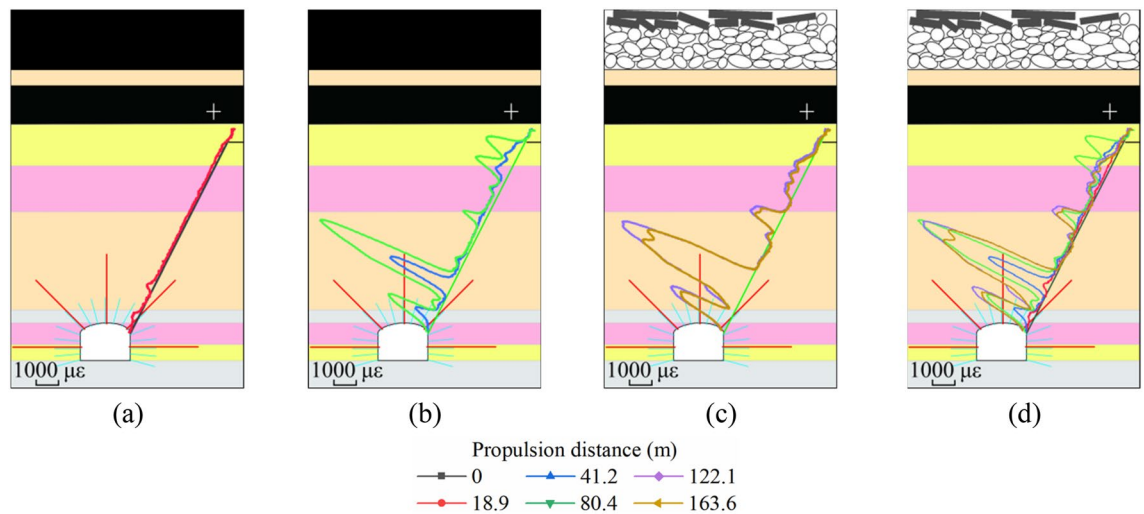 1000 µε
1000 µε
1000 µε
1000 µε
(a)
(b)
(c)
(d)
Propulsion distance (m)
0
41.2
122.1
18.9
80.4
163.6